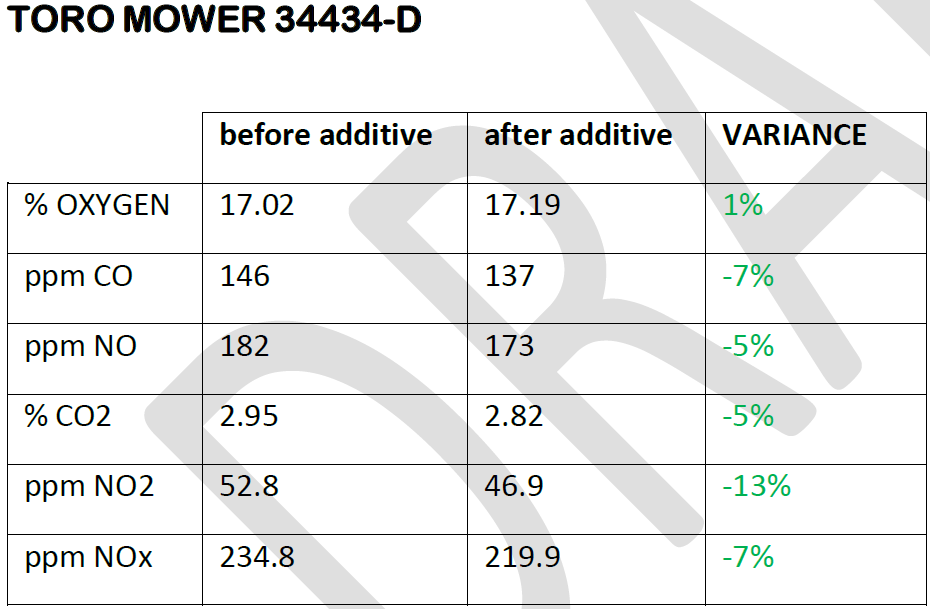 TORO MOWER 34434-D
before additive after additive VARIANCE
% OXYGEN 17.02 17.19 1%
ppm CO 146 137 -7%
ppm NO 182 173 -5%
% CO2 2.95 2.82 -5%
ppm NO2 52.8 46.9 -13%
ppm NOx 234.8 219.9 -7%
DRA